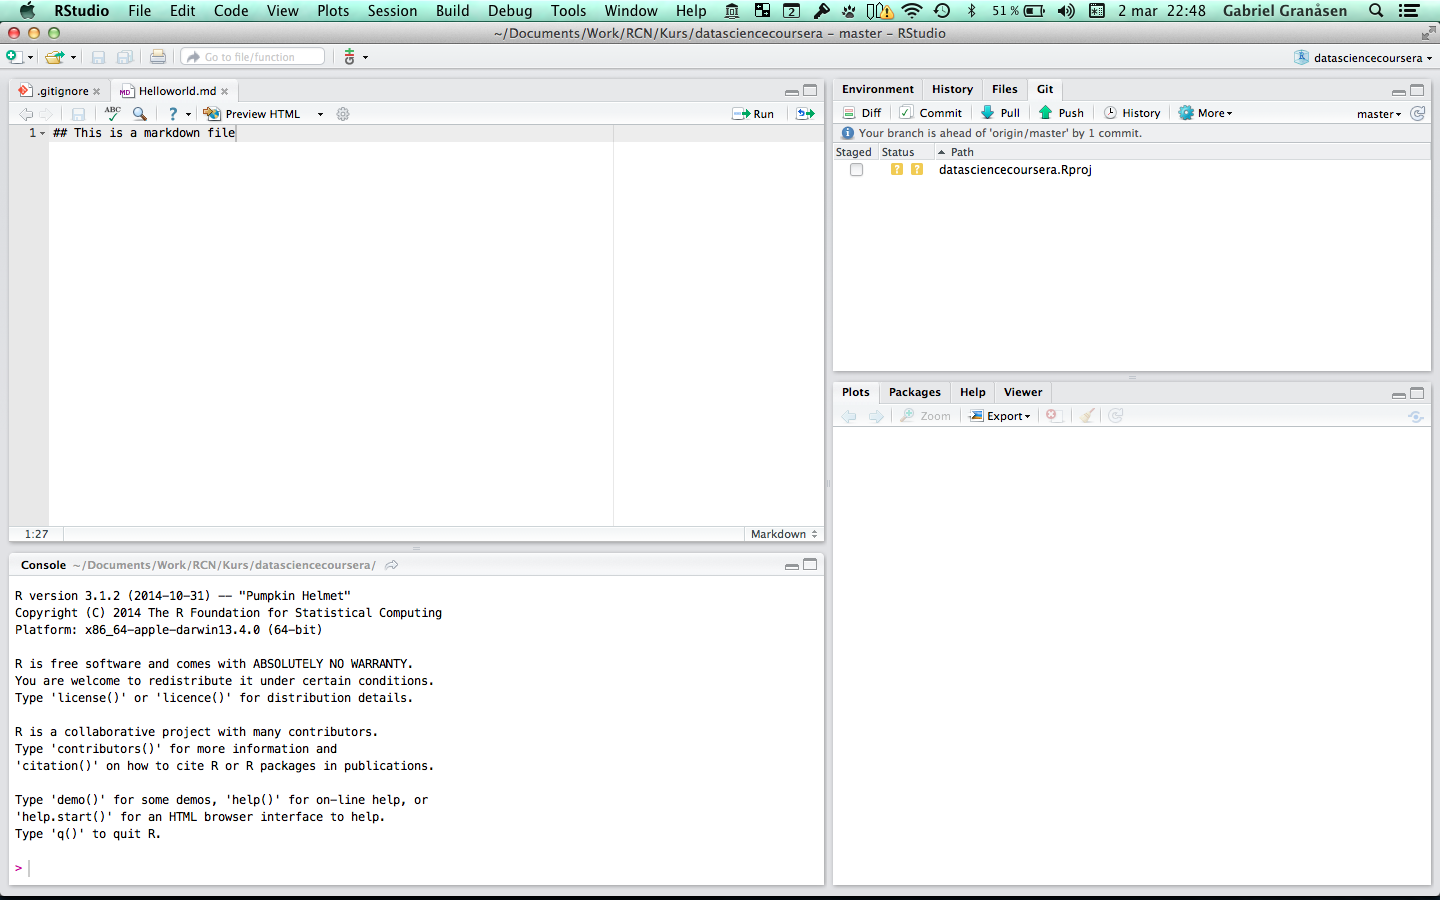 RStudio File Edit Code View Plots Session Build Debug Tools Window Help 2 51 % 2 mar 22:48 Gabriel Granåsen
~/Documents/Work/RCN/Kurs/datasciencecoursera - master - RStudio
Go to file/function datasciencecoursera
.gitignore Helloworld.md
ABC ? Preview HTML Run
1 ## This is a markdown file
1:27 Markdown
Console ~/Documents/Work/RCN/Kurs/datasciencecoursera/
R version 3.1.2 (2014-10-31) -- "Pumpkin Helmet"
Copyright (C) 2014 The R Foundation for Statistical Computing
Platform: x86_64-apple-darwin13.4.0 (64-bit)
R is free software and comes with ABSOLUTELY NO WARRANTY.
You are welcome to redistribute it under certain conditions.
Type 'license()' or 'licence()' for distribution details.
R is a collaborative project with many contributors.
Type 'contributors()' for more information and
'citation()' on how to cite R or R packages in publications.
Type 'demo()' for some demos, 'help()' for on-line help, or
'help.start()' for an HTML browser interface to help.
Type 'q()' to quit R.
>
Environment History Files Git
Diff Commit Pull Push History More master
Your branch is ahead of 'origin/master' by 1 commit.
Staged Status Path
? ? datasciencecoursera.Rproj
Plots Packages Help Viewer
Zoom Export